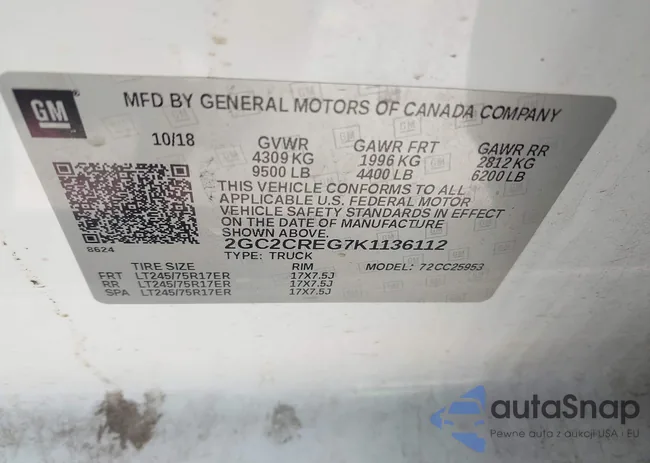 GM
MFD BY GENERAL MOTORS OF CANADA COMPANY
10/18 GVWR GAWR FRT GAWR RR
4309 KG 1996 KG 2812 KG
9500 LB 4400 LB 6200 LB
THIS VEHICLE CONFORMS TO ALL
APPLICABLE U.S. FEDERAL MOTOR
VEHICLE SAFETY STANDARDS IN EFFECT
ON THE DATE OF MANUFACTURE
SHOWN ABOVE.
8624
2GC2CREG7K1136112
TYPE: TRUCK MODEL: 72CC25953
TIRE SIZE RIM
FRT LT245/75R17ER 17X7.5J
RR LT245/75R17ER 17X7.5J
SPA LT245/75R17ER 17X7.5J
autaSnap
Pewne auta z aukcji USA i EU